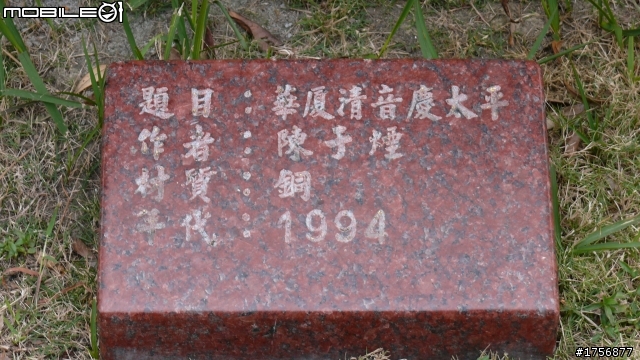 MOBILE01
題目：華厦清音慶太平
作者：陳子煙
材質：銅
年代：1994
#1756877